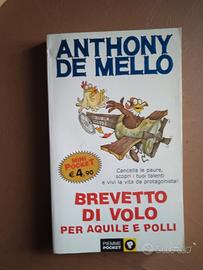 ANTHONY
DE MELLO
MINI
POCKET
€ 4,90
Cancella le paure,
scopri i tuoi talenti
e vivi la vita da protagonista!
BREVETTO
DI VOLO
PER AQUILE E POLLI
PIEMME
POCKET
subito